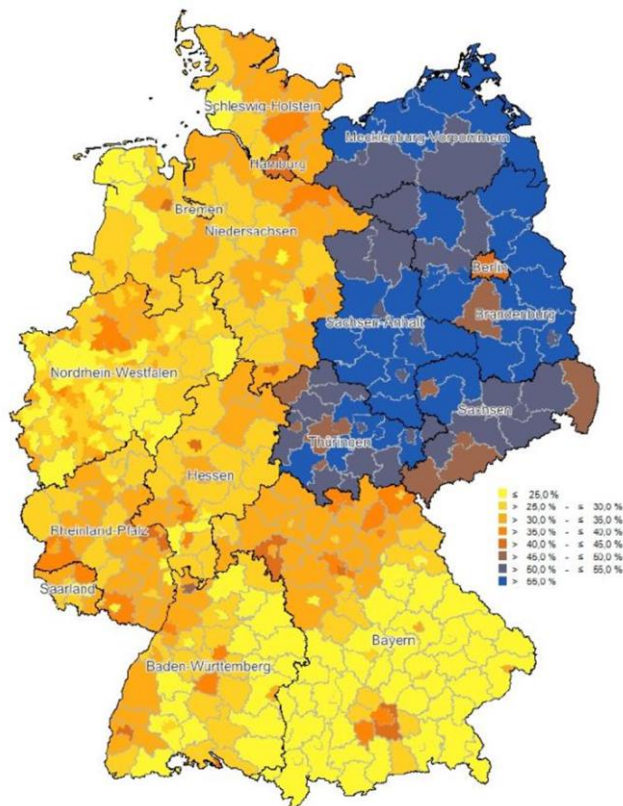 Schleswig-Holstein
Mecklenburg-Vorpommern
Hamburg
Bremen
Niedersachsen
Berlin
Brandenburg
Sachsen-Anhalt
Nordrhein-Westfalen
Sachsen
Thüringen
Hessen
Rheinland-Pfalz
Saarland
Bayern
Baden-Württemberg
≤ 25,0 %
> 25,0 % - ≤ 30,0 %
> 30,0 % - ≤ 35,0 %
> 35,0 % - ≤ 40,0 %
> 40,0 % - ≤ 45,0 %
> 45,0 % - ≤ 50,0 %
> 50,0 % - ≤ 55,0 %
> 55,0 %